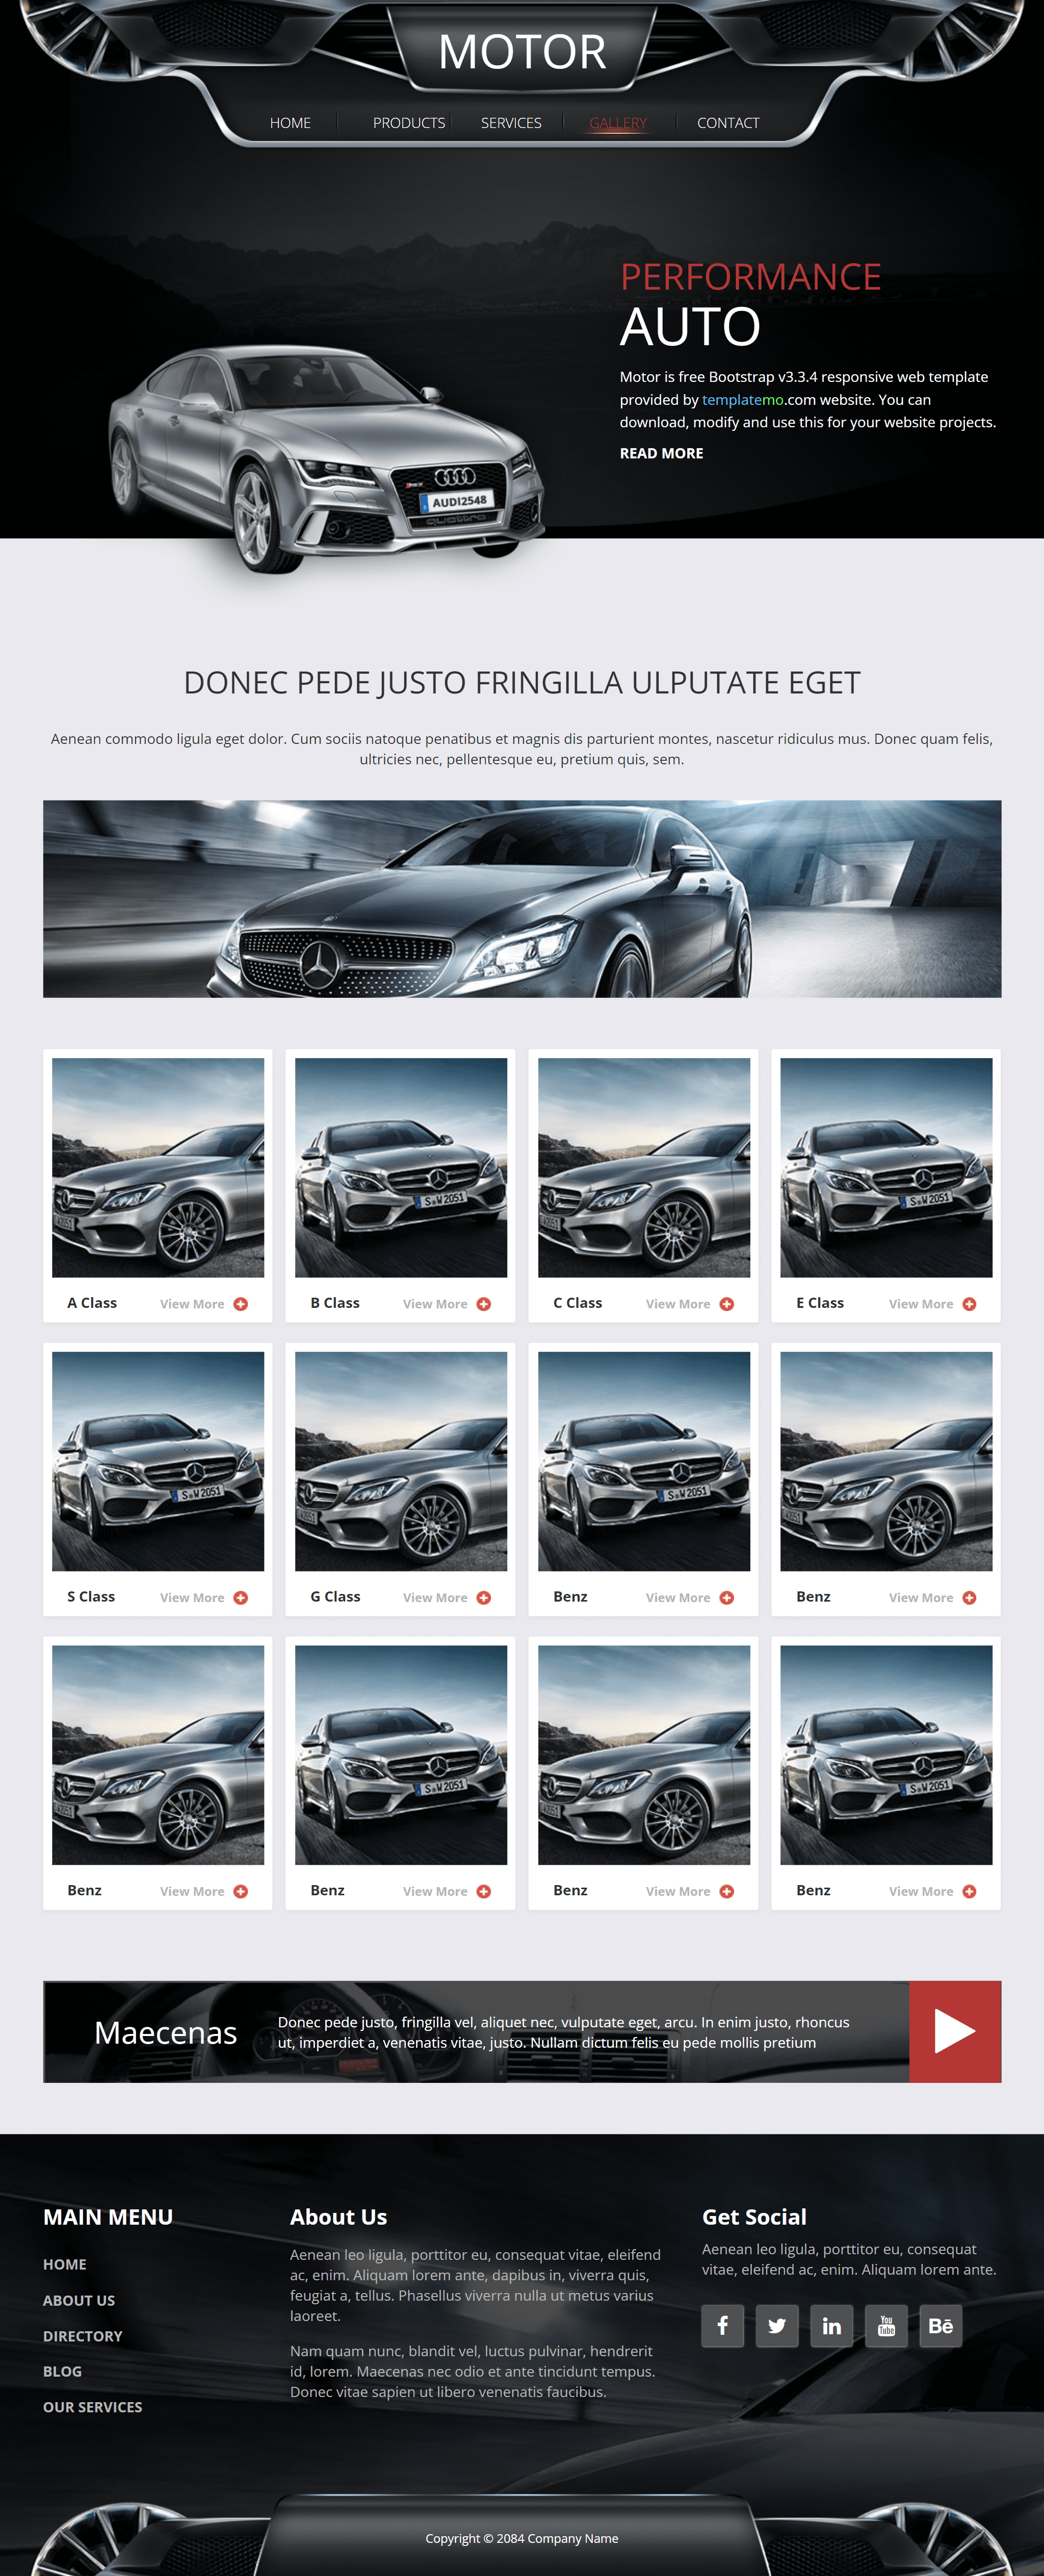 MOTOR
HOME
PRODUCTS
SERVICES
GALLERY
CONTACT
PERFORMANCE
AUTO
Motor is free Bootstrap v3.3.4 responsive web template
provided by templatemo.com website. You can
download, modify and use this for your website projects.
READ MORE
AUDI2548
quattro
DONEC PEDE JUSTO FRINGILLA ULPUTATE EGET
Aenean commodo ligula eget dolor. Cum sociis natoque penatibus et magnis dis parturient montes, nascetur ridiculus mus. Donec quam felis,
ultricies nec, pellentesque eu, pretium quis, sem.
S W 2051
S W 2051
A Class View More
B Class View More
C Class View More
E Class View More
S W 2051
S W 2051
S Class View More
G Class View More
Benz View More
Benz View More
S W 2051
S W 2051
Benz View More
Benz View More
Benz View More
Benz View More
Maecenas
Donec pede justo, fringilla vel, aliquet nec, vulputate eget, arcu. In enim justo, rhoncus
ut, imperdiet a, venenatis vitae, justo. Nullam dictum felis eu pede mollis pretium
MAIN MENU
HOME
ABOUT US
DIRECTORY
BLOG
OUR SERVICES
About Us
Aenean leo ligula, porttitor eu, consequat vitae, eleifend
ac, enim. Aliquam lorem ante, dapibus in, viverra quis,
feugiat a, tellus. Phasellus viverra nulla ut metus varius
laoreet.
Nam quam nunc, blandit vel, luctus pulvinar, hendrerit
id, lorem. Maecenas nec odio et ante tincidunt tempus.
Donec vitae sapien ut libero venenatis faucibus.
Get Social
Aenean leo ligula, porttitor eu, consequat
vitae, eleifend ac, enim. Aliquam lorem ante.
f
in
You
Tube
Bē
Copyright © 2084 Company Name